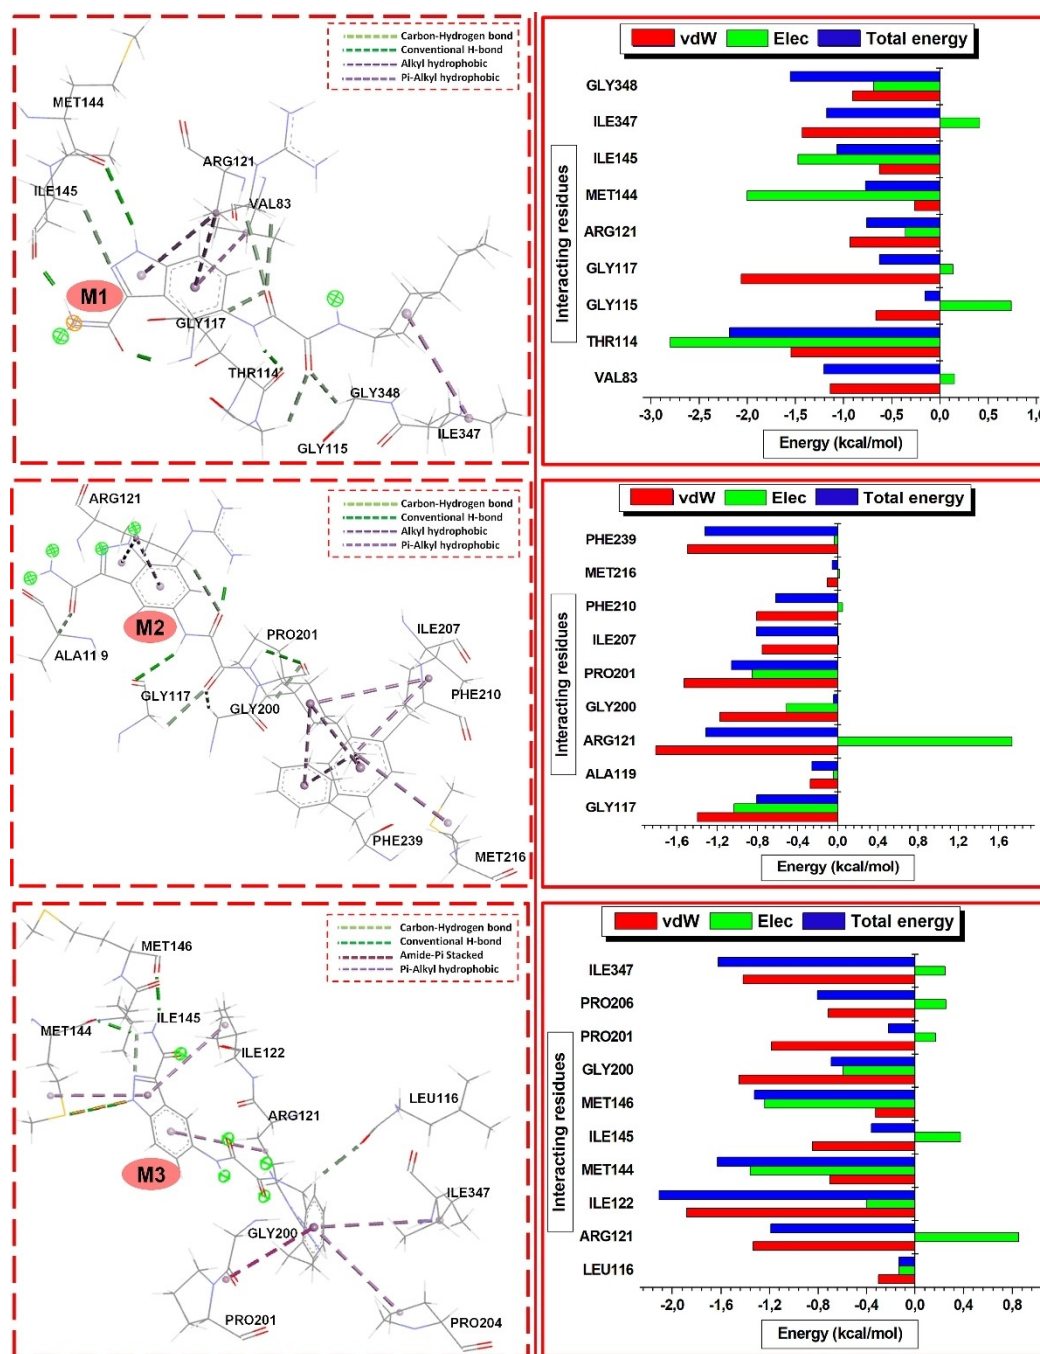 Carbon-Hydrogen bond
Conventional H-bond
Alkyl hydrophobic
Pi-Alkyl hydrophobic
MET144
ARG121
ILE145
VAL83
M1
GLY117
THR114
GLY348
GLY115
ILE347
vdW Elec Total energy
Interacting residues
GLY348
ILE347
ILE145
MET144
ARG121
GLY117
GLY115
THR114
VAL83
-3,0 -2,5 -2,0 -1,5 -1,0 -0,5 0,0 0,5 1,0
Energy (kcal/mol)
ARG121
Carbon-Hydrogen bond
Conventional H-bond
Alkyl hydrophobic
Pi-Alkyl hydrophobic
M2
ALA11 9
PRO201
ILE207
GLY117
GLY200
PHE210
PHE239
MET216
vdW Elec Total energy
Interacting residues
PHE239
MET216
PHE210
ILE207
PRO201
GLY200
ARG121
ALA119
GLY117
-1,6 -1,2 -0,8 -0,4 0,0 0,4 0,8 1,2 1,6
Energy (kcal/mol)
Carbon-Hydrogen bond
Conventional H-bond
Amide-Pi Stacked
Pi-Alkyl hydrophobic
MET146
MET144
ILE145
ILE122
ARG121
LEU116
M3
ILE347
GLY200
PRO201
PRO204
vdW Elec Total energy
Interacting residues
ILE347
PRO206
PRO201
GLY200
MET146
ILE145
MET144
ILE122
ARG121
LEU116
-2,0 -1,6 -1,2 -0,8 -0,4 0,0 0,4 0,8
Energy (kcal/mol)